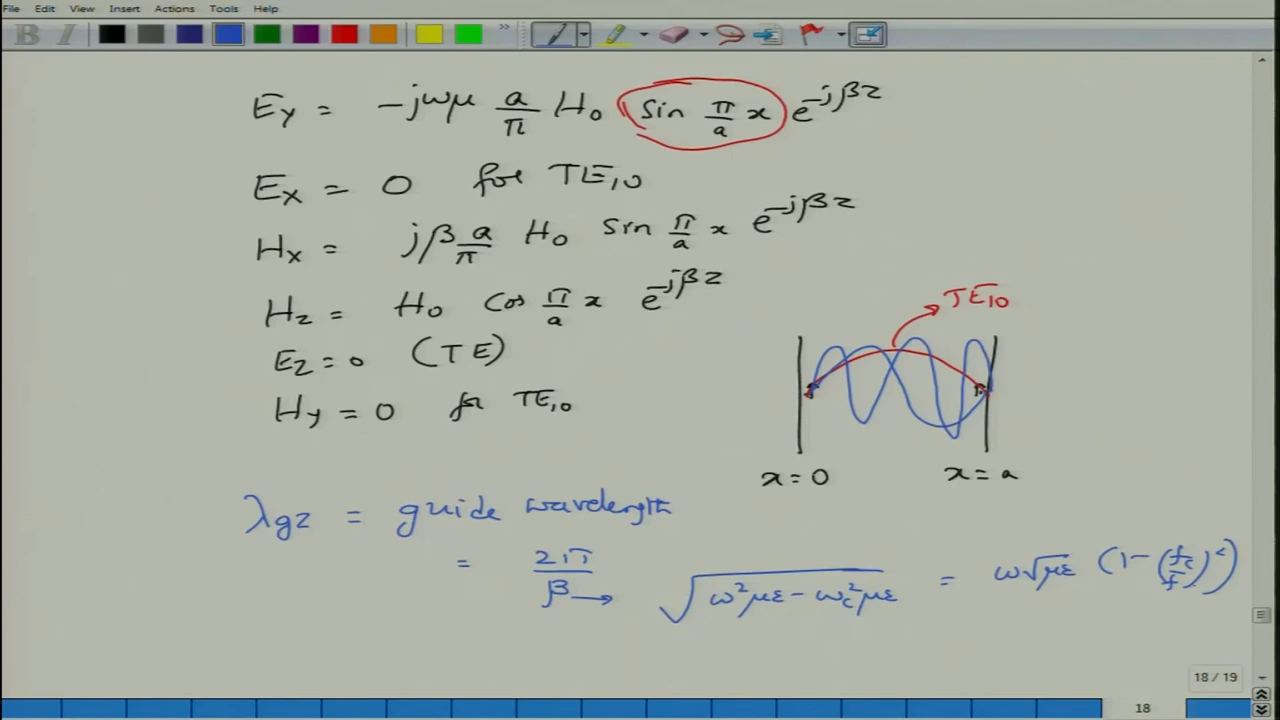 File Edit View Insert Actions Tools Help
B I
Ey = -jωμ a/π H0 sin π/a x e^-jβz
Ex = 0 for TE10
Hx = jβ a/π H0 sin π/a x e^-jβz
Hz = H0 cos π/a x e^-jβz
Ez = 0 (TE)
Hy = 0 for TE10
TE10
x = 0 x = a
λgz = guide wavelength
= 2π/β → √(ω²με - ωc²με) = ω√με (1 - (fc/f)²)
18 / 19
18